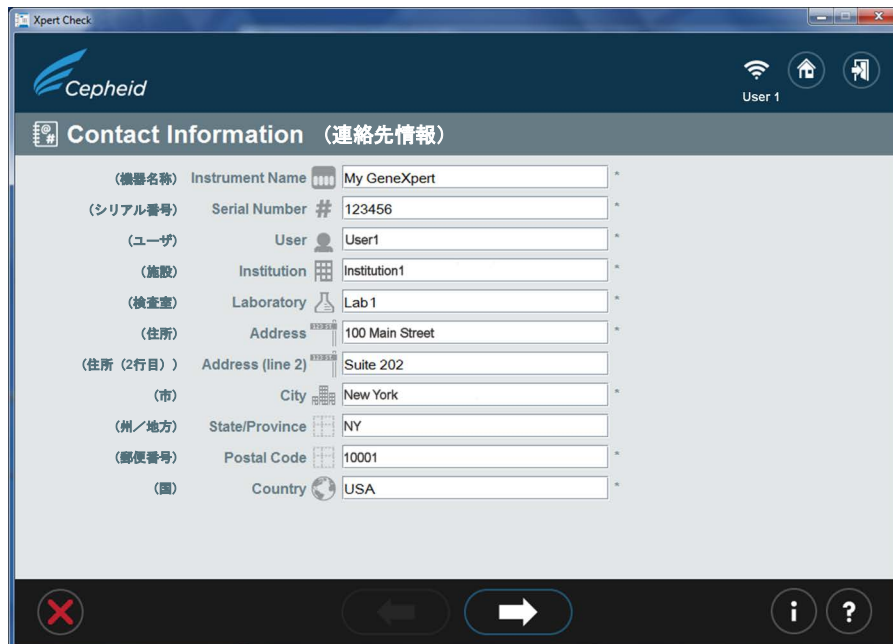 Xpert Check
Cepheid
User 1
Contact Information （連絡先情報）
（機器名称） Instrument Name My GeneXpert *
（シリアル番号） Serial Number # 123456 *
（ユーザ） User User1 *
（施設） Institution Institution1 *
（検査室） Laboratory Lab1 *
（住所） Address 100 Main Street *
（住所（2行目）） Address (line 2) Suite 202
（市） City New York *
（州／地方） State/Province NY
（郵便番号） Postal Code 10001 *
（国） Country USA *
i ?